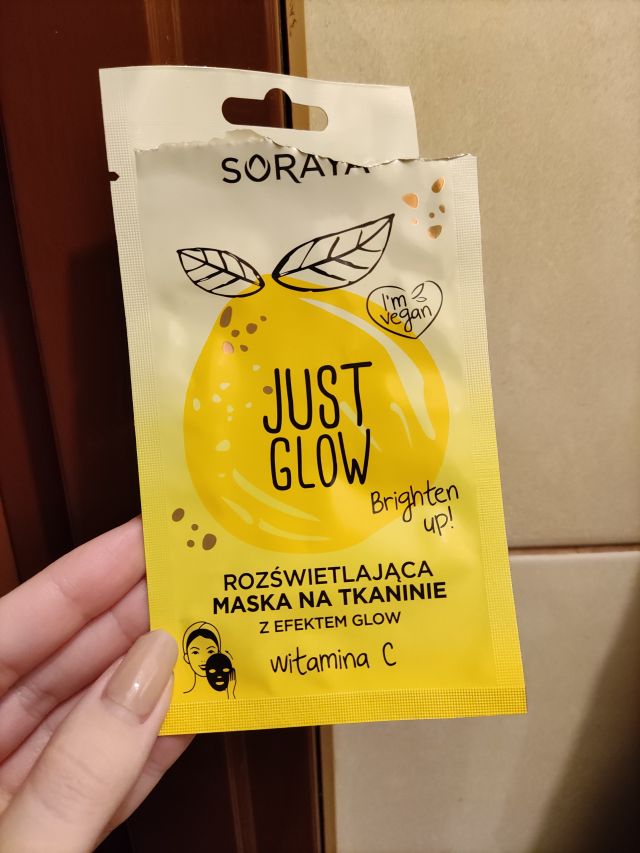 SORAYA
I'm
vegan
JUST
GLOW
Brighten
up!
ROZŚWIETLAJĄCA
MASKA NA TKANINIE
Z EFEKTEM GLOW
witamina C